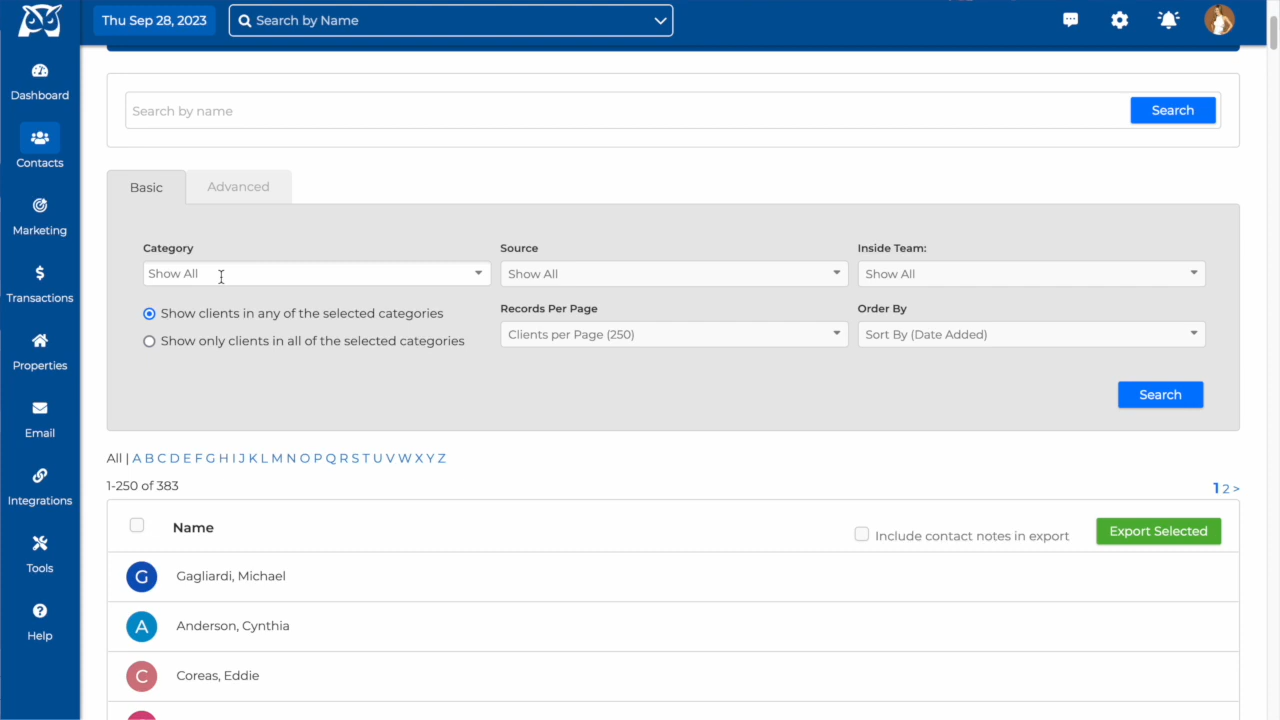 Thu Sep 28, 2023
Search by Name
Dashboard
Contacts
Marketing
Transactions
Properties
Email
Integrations
Tools
Help
Search by name
Search
Basic
Advanced
Category
Source
Inside Team:
Show All
Show All
Show All
Show clients in any of the selected categories
Show only clients in all of the selected categories
Records Per Page
Order By
Clients per Page (250)
Sort By (Date Added)
Search
All | A B C D E F G H I J K L M N O P Q R S T U V W X Y Z
1-250 of 383
1 2 >
Name
Include contact notes in export
Export Selected
G
Gagliardi, Michael
A
Anderson, Cynthia
C
Coreas, Eddie